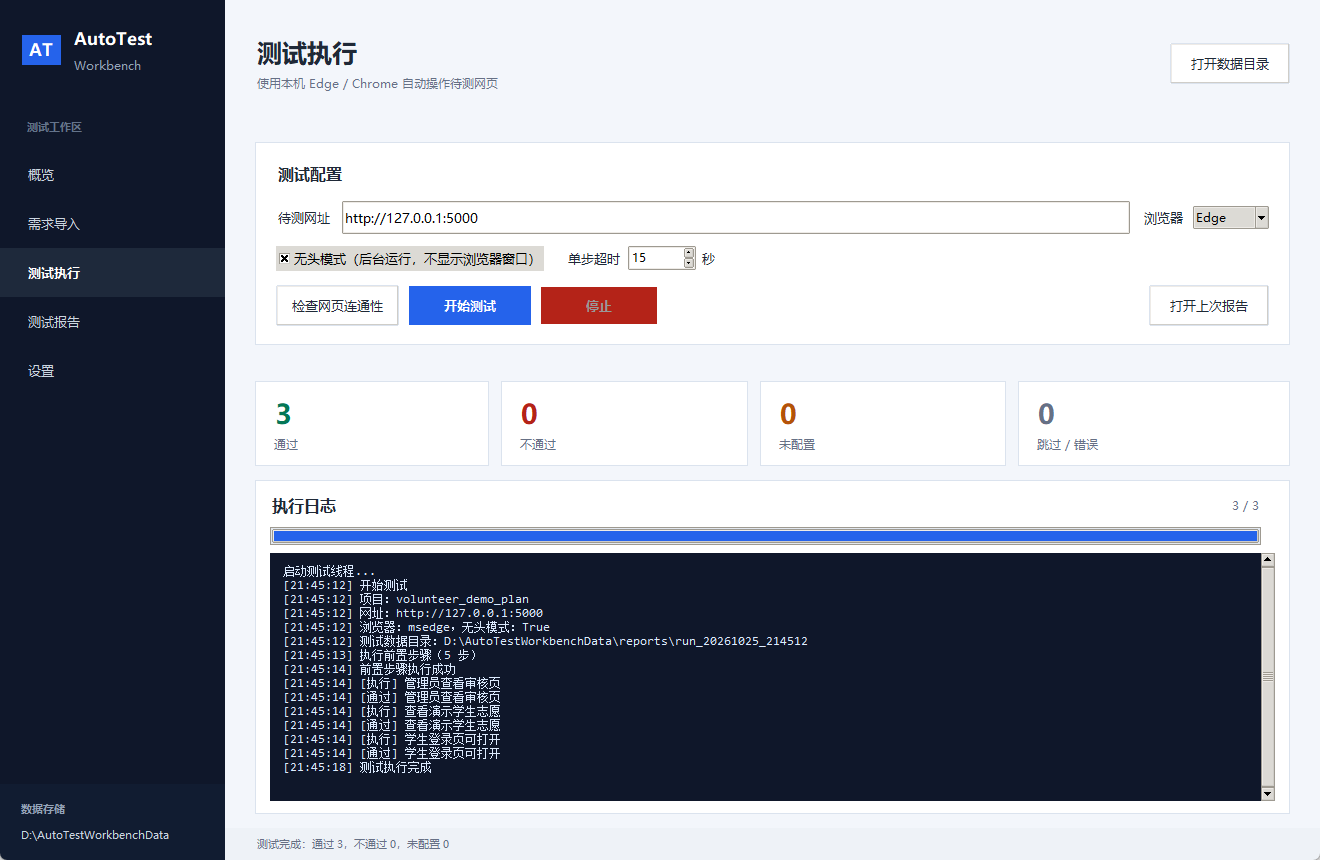 AT
AutoTest
Workbench
测试工作区
概览
需求导入
测试执行
测试报告
设置
数据存储
D:\AutoTestWorkbenchData
测试执行
使用本机 Edge / Chrome 自动操作待测网页
打开数据目录
测试配置
待测网址 http://127.0.0.1:5000 浏览器 Edge
无头模式（后台运行，不显示浏览器窗口） 单步超时 15 秒
检查网页连通性 开始测试 停止 打开上次报告
3 0 0 0
通过 不通过 未配置 跳过 / 错误
执行日志 3 / 3
启动测试线程...
[21:45:12] 开始测试
[21:45:12] 项目：volunteer_demo_plan
[21:45:12] 网址：http://127.0.0.1:5000
[21:45:12] 浏览器：msedge，无头模式：True
[21:45:12] 测试数据目录：D:\AutoTestWorkbenchData\reports\run_20261025_214512
[21:45:13] 执行前置步骤（5 步）
[21:45:14] 前置步骤执行成功
[21:45:14] [执行] 管理员查看审核页
[21:45:14] [通过] 管理员查看审核页
[21:45:14] [执行] 查看演示学生志愿
[21:45:14] [通过] 查看演示学生志愿
[21:45:14] [执行] 学生登录页可打开
[21:45:14] [通过] 学生登录页可打开
[21:45:18] 测试执行完成
测试完成：通过 3，不通过 0，未配置 0